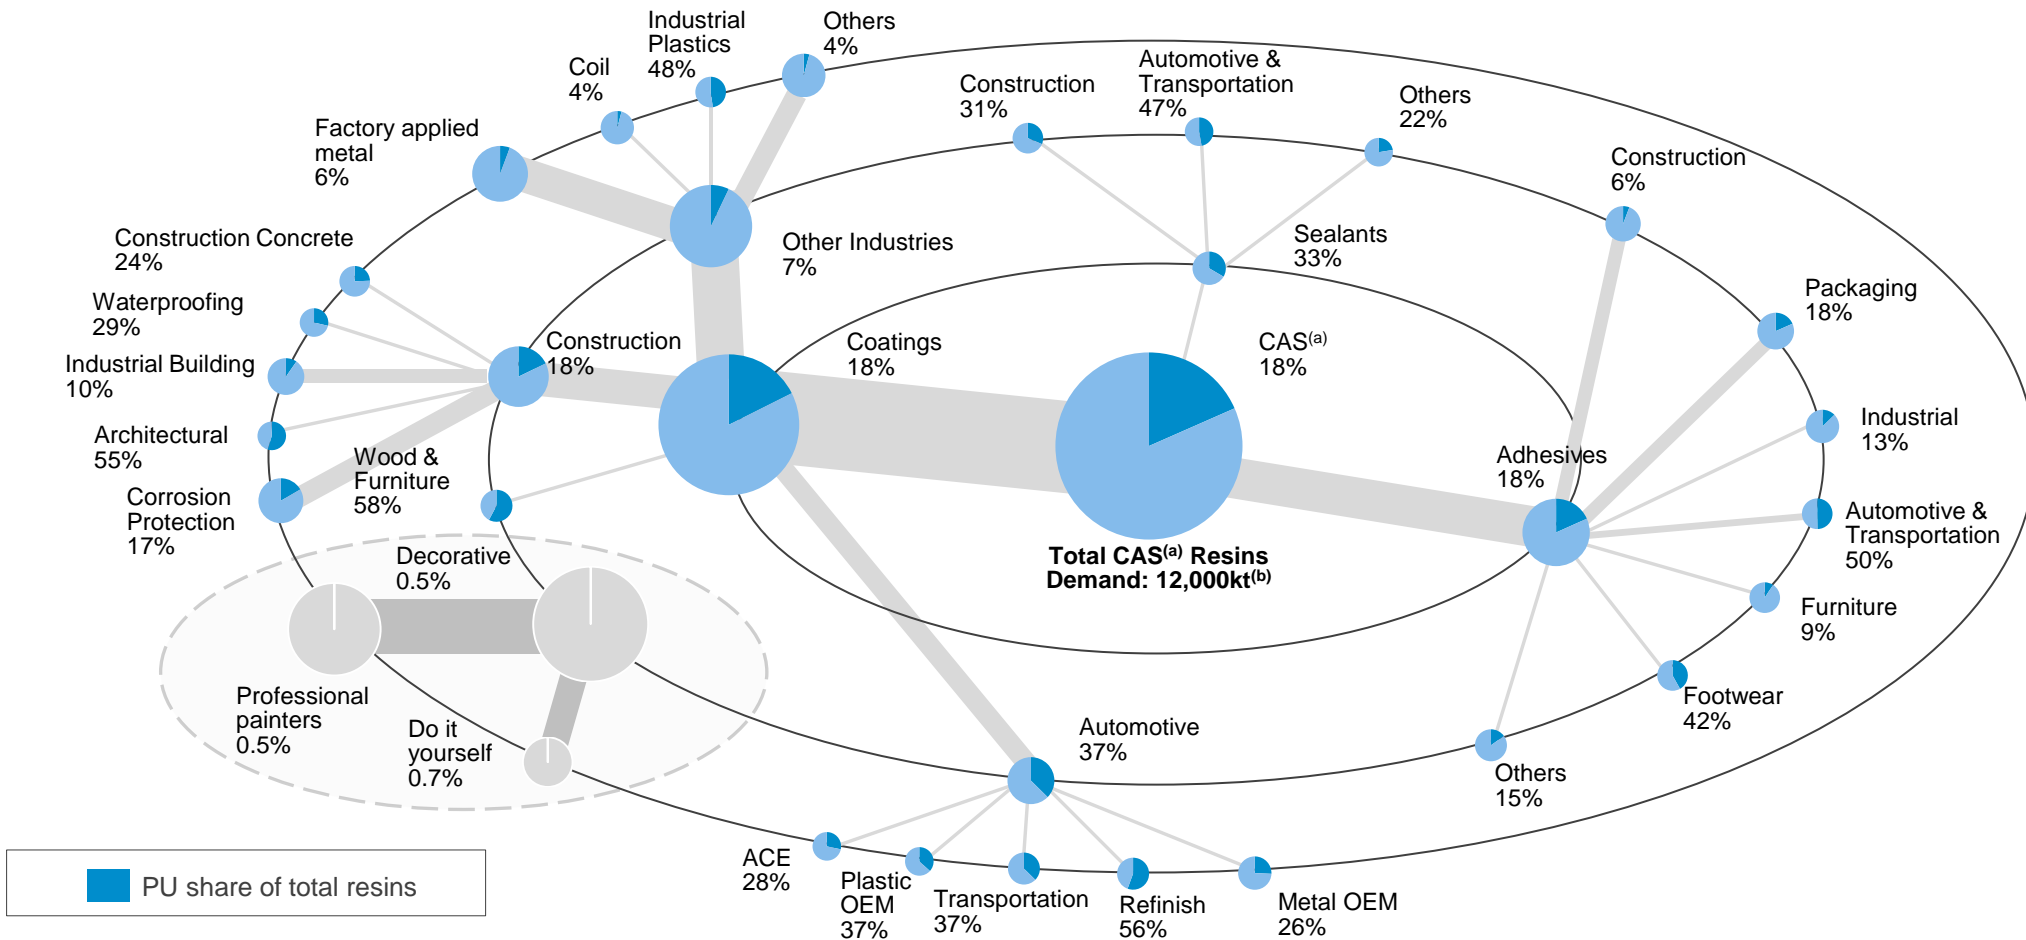 Industrial
Plastics
48%
Others
4%
Coil
4%
Automotive &
Transportation
47%
Construction
31%
Others
22%
Factory applied
metal
6%
Construction
6%
Construction Concrete
24%
Other Industries
7%
Sealants
33%
Waterproofing
29%
Packaging
18%
Industrial Building
10%
Construction
18%
Coatings
18%
CAS(a)
18%
Architectural
55%
Wood &
Furniture
58%
Adhesives
18%
Industrial
13%
Corrosion
Protection
17%
Automotive &
Transportation
50%
Decorative
0.5%
Total CAS(a) Resins
Demand: 12,000kt(b)
Furniture
9%
Professional
painters
0.5%
Do it
yourself
0.7%
Automotive
37%
Footwear
42%
Others
15%
ACE
28%
Plastic
OEM
37%
Transportation
37%
Refinish
56%
Metal OEM
26%
PU share of total resins